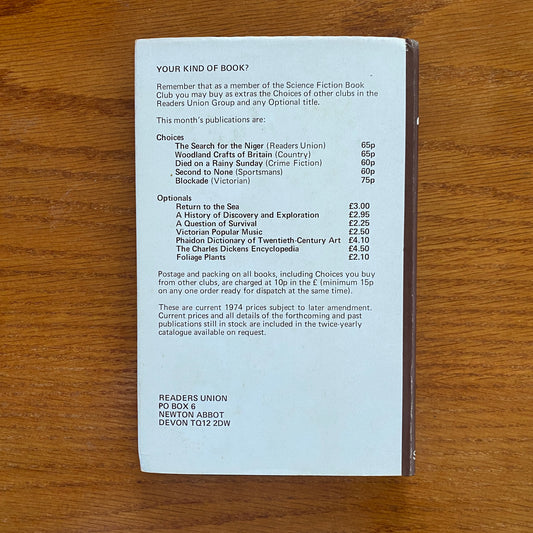 YOUR KIND OF BOOK?
Remember that as a member of the Science Fiction Book
Club you may buy as extras the Choices of other clubs in the
Readers Union Group and any Optional title.
This month's publications are:
Choices
The Search for the Niger (Readers Union) 65p
Woodland Crafts of Britain (Country) 65p
Died on a Rainy Sunday (Crime Fiction) 60p
Second to None (Sportsmans) 60p
Blockade (Victorian) 75p
Optionals
Return to the Sea £3.00
A History of Discovery and Exploration £2.95
A Question of Survival £2.25
Victorian Popular Music £2.50
Phaidon Dictionary of Twentieth-Century Art £4.10
The Charles Dickens Encyclopedia £4.50
Foliage Plants £2.10
Postage and packing on all books, including Choices you buy
from other clubs, are charged at 10p in the £ (minimum 15p
on any one order ready for dispatch at the same time).
These are current 1974 prices subject to later amendment.
Current prices and all details of the forthcoming and past
publications still in stock are included in the twice-yearly
catalogue available on request.
READERS UNION
PO BOX 6
NEWTON ABBOT
DEVON TQ12 2DW